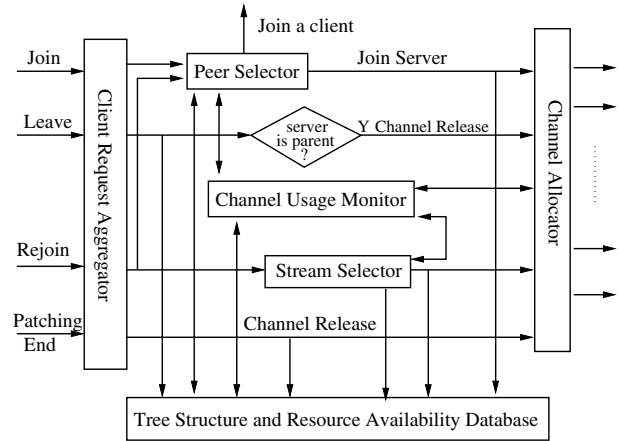 Join a client
Join
Peer Selector
Join Server
Client Request Aggregator
Channel Allocator
Leave
server
is parent
?
Y Channel Release
Channel Usage Monitor
Rejoin
Stream Selector
Patching
End
Channel Release
Tree Structure and Resource Availability Database